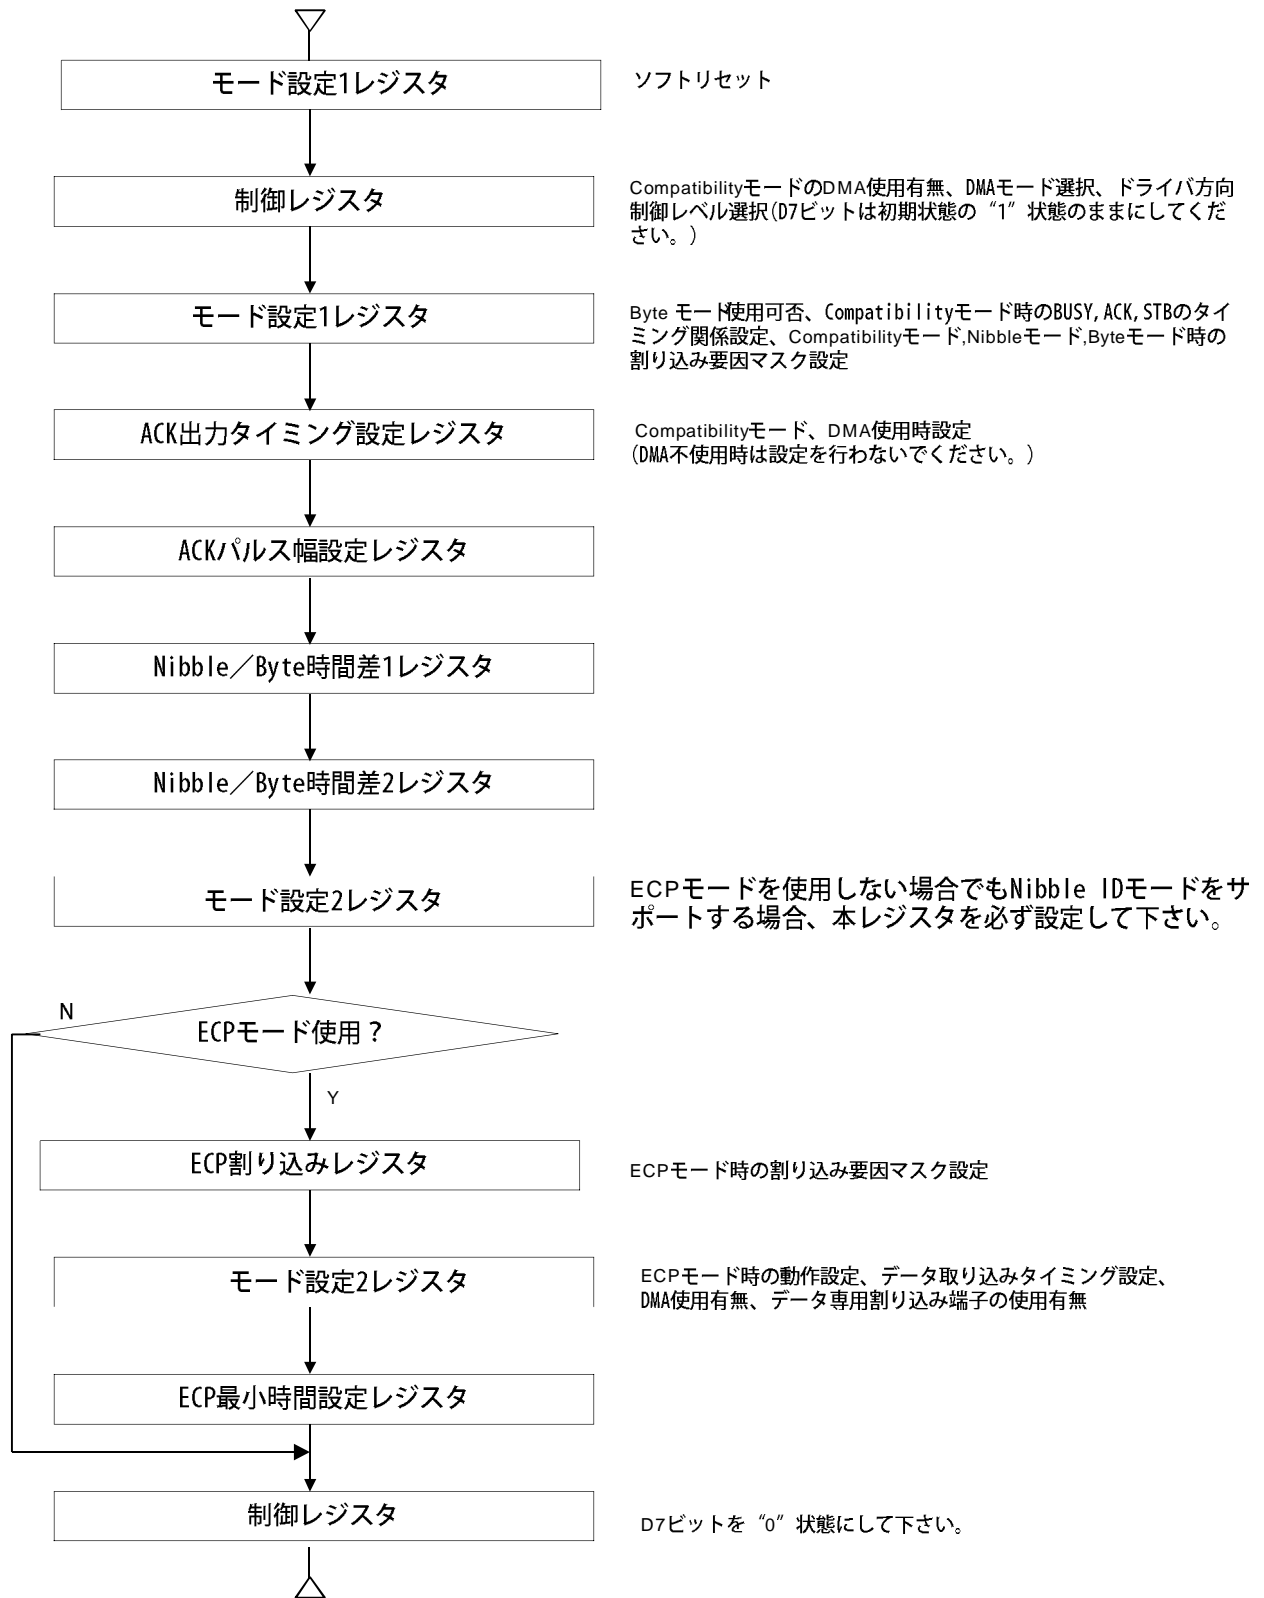 モード設定1レジスタ
ソフトリセット
制御レジスタ
CompatibilityモードのDMA使用有無、DMAモード選択、ドライバ方向
制御レベル選択(D7ビットは初期状態の“1”状態のままにしてくだ
さい。)
モード設定1レジスタ
Byte モード使用可否、Compatibilityモード時のBUSY,ACK,STBのタイ
ミング関係設定、Compatibilityモード,Nibbleモード,Byteモード時の
割り込み要因マスク設定
ACK出力タイミング設定レジスタ
Compatibilityモード、DMA使用時設定
(DMA不使用時は設定を行わないでください。)
ACKパルス幅設定レジスタ
Nibble／Byte時間差1レジスタ
Nibble／Byte時間差2レジスタ
モード設定2レジスタ
ECPモードを使用しない場合でもNibble IDモードをサ
ポートする場合、本レジスタを必ず設定して下さい。
N
ECPモード使用？
Y
ECP割り込みレジスタ
ECPモード時の割り込み要因マスク設定
モード設定2レジスタ
ECPモード時の動作設定、データ取り込みタイミング設定、
DMA使用有無、データ専用割り込み端子の使用有無
ECP最小時間設定レジスタ
制御レジスタ
D7ビットを“0”状態にして下さい。